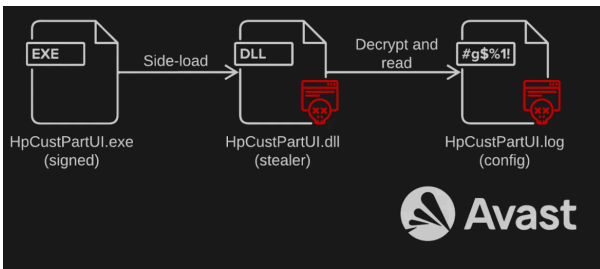 EXE
Side-load
DLL
Decrypt and
read
#g$%1!
HpCustPartUI.exe
(signed)
HpCustPartUI.dll
(stealer)
HpCustPartUI.log
(config)
Avast